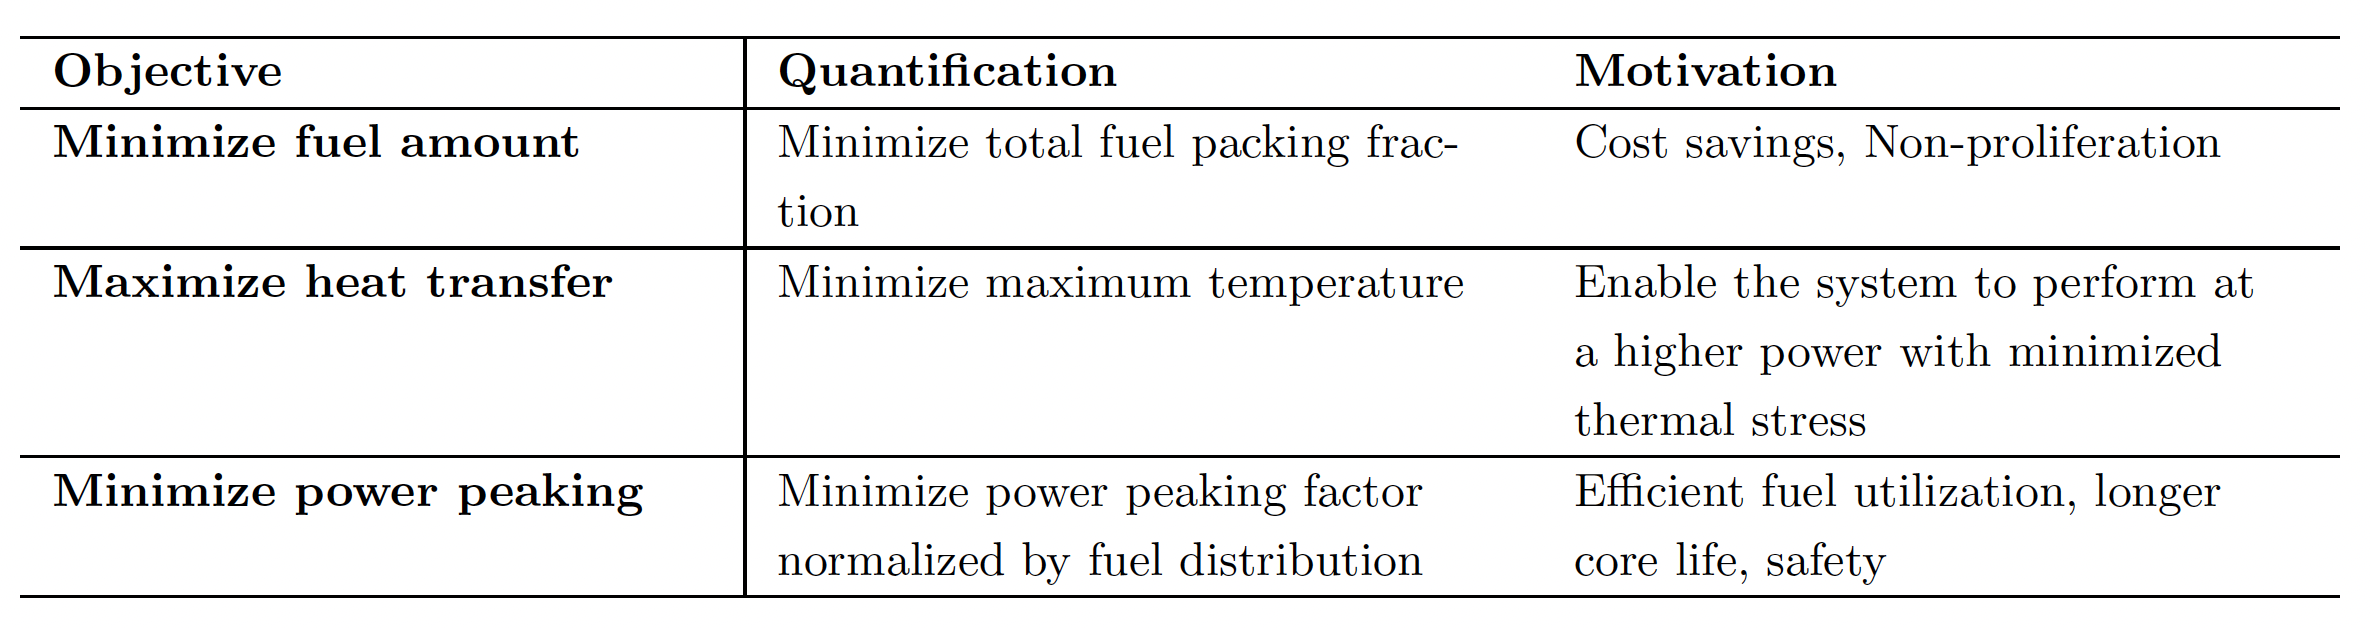 Objective Quantification Motivation
Minimize fuel amount Minimize total fuel packing frac- Cost savings, Non-proliferation
tion
Maximize heat transfer Minimize maximum temperature Enable the system to perform at
a higher power with minimized
thermal stress
Minimize power peaking Minimize power peaking factor Efficient fuel utilization, longer
normalized by fuel distribution core life, safety